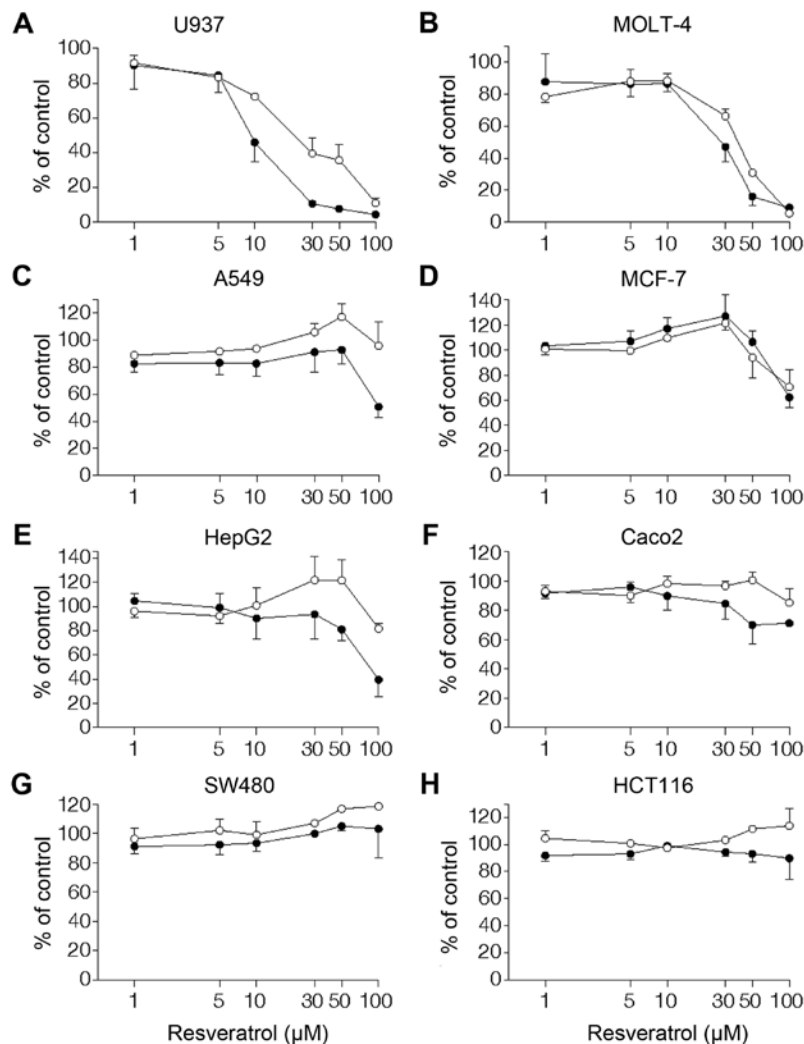 A U937
100
80
60
40
20
0
% of control
1 5 10 30 50 100
B MOLT-4
100
80
60
40
20
0
% of control
1 5 10 30 50 100
C A549
120
100
80
60
40
20
0
% of control
1 5 10 30 50 100
D MCF-7
140
120
100
80
60
40
20
0
% of control
1 5 10 30 50 100
E HepG2
140
120
100
80
60
40
20
0
% of control
1 5 10 30 50 100
F Caco2
120
100
80
60
40
20
0
% of control
1 5 10 30 50 100
G SW480
120
100
80
60
40
20
0
% of control
1 5 10 30 50 100
Resveratrol (μM)
H HCT116
120
100
80
60
40
20
0
% of control
1 5 10 30 50 100
Resveratrol (μM)